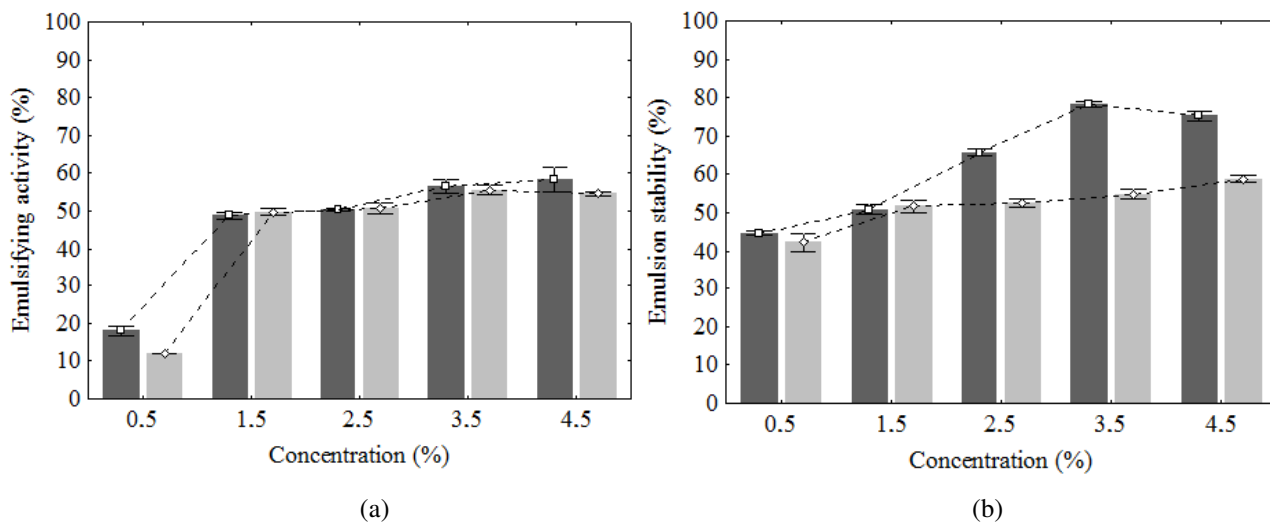 100
90
80
70
60
50
40
30
20
10
0
Emulsifying activity (%)
0.5 1.5 2.5 3.5 4.5
Concentration (%)
(a)
100
90
80
70
60
50
40
30
20
10
0
Emulsion stability (%)
0.5 1.5 2.5 3.5 4.5
Concentration (%)
(b)